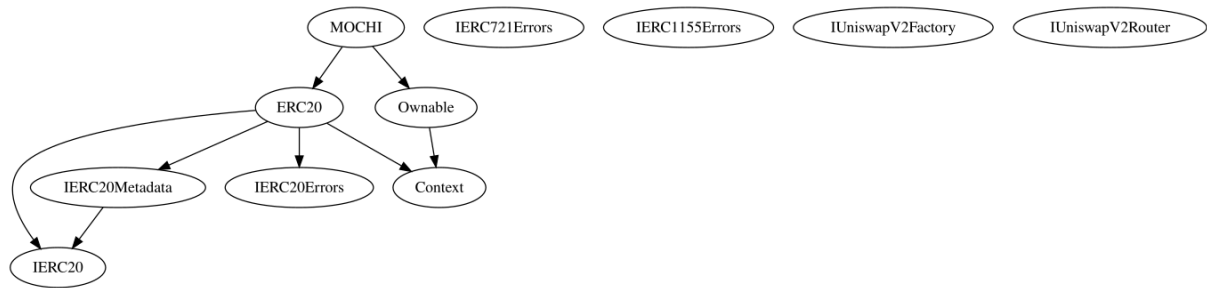 MOCHI
IERC721Errors
IERC1155Errors
IUniswapV2Factory
IUniswapV2Router
ERC20
Ownable
IERC20Metadata
IERC20Errors
Context
IERC20